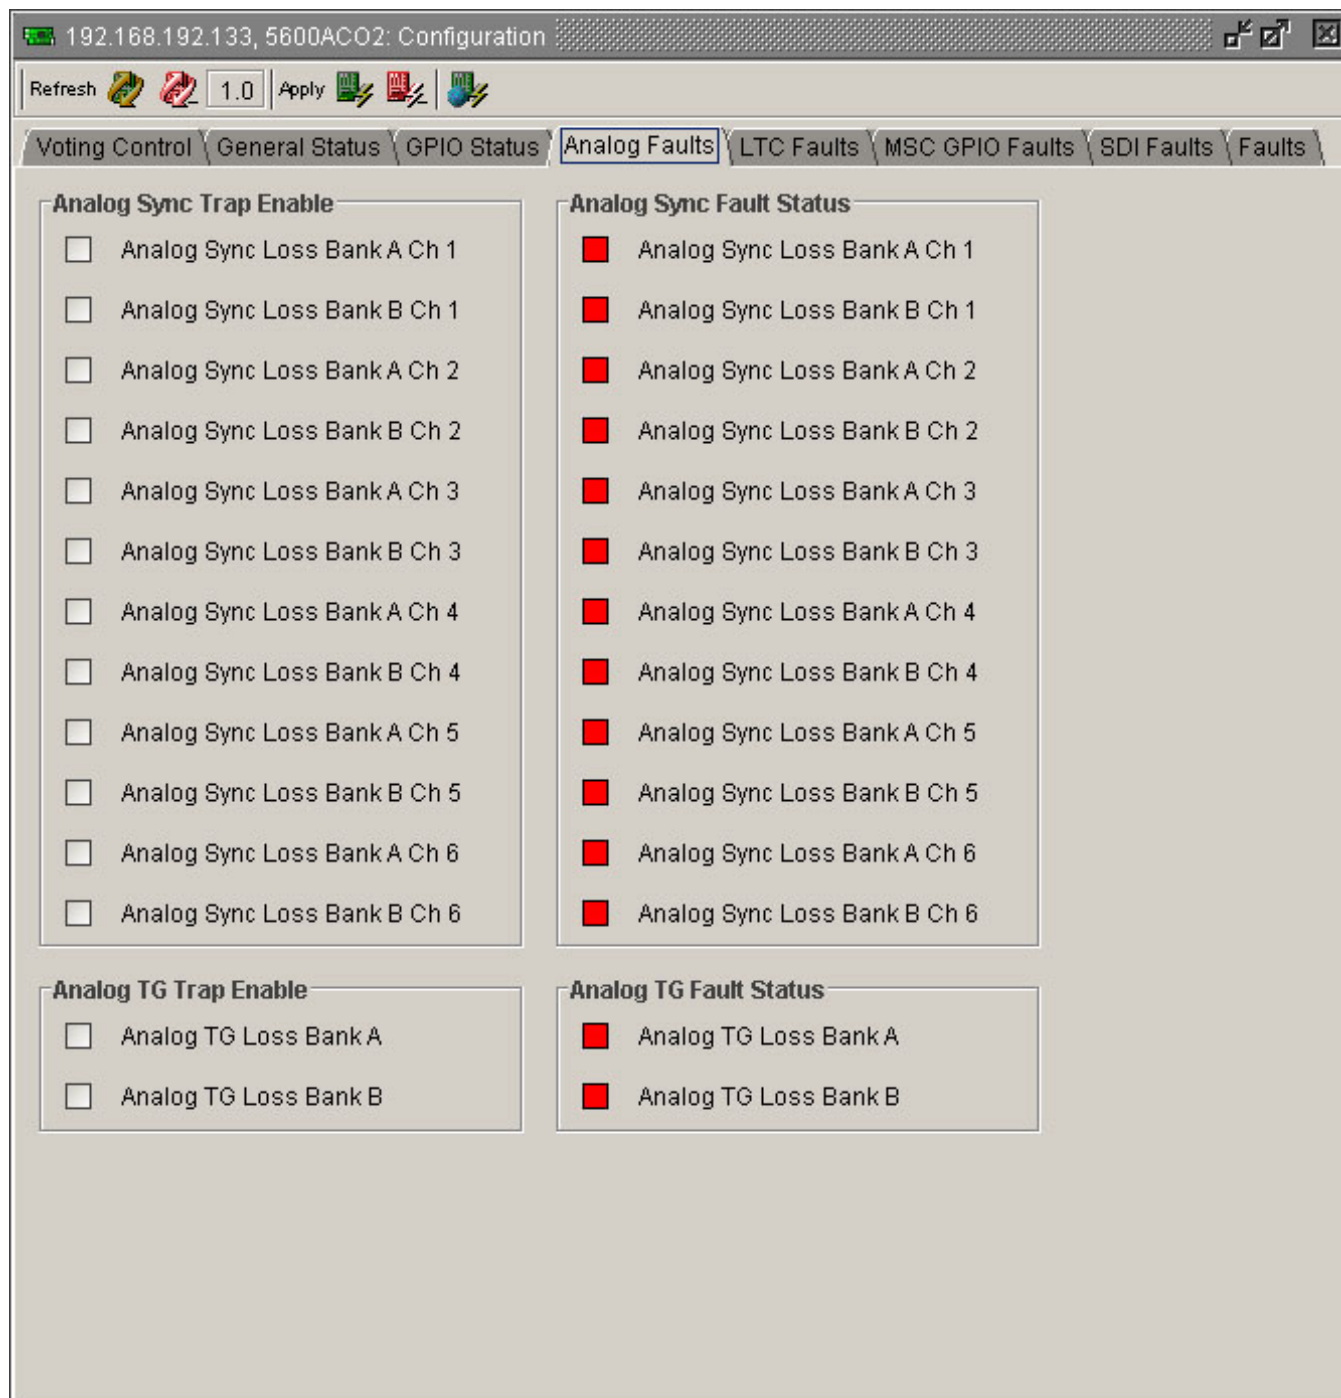 192.168.192.133, 5600ACO2: Configuration
Refresh 1.0 Apply
Voting Control General Status GPIO Status Analog Faults LTC Faults MSC GPIO Faults SDI Faults Faults
Analog Sync Trap Enable
Analog Sync Loss Bank A Ch 1
Analog Sync Loss Bank B Ch 1
Analog Sync Loss Bank A Ch 2
Analog Sync Loss Bank B Ch 2
Analog Sync Loss Bank A Ch 3
Analog Sync Loss Bank B Ch 3
Analog Sync Loss Bank A Ch 4
Analog Sync Loss Bank B Ch 4
Analog Sync Loss Bank A Ch 5
Analog Sync Loss Bank B Ch 5
Analog Sync Loss Bank A Ch 6
Analog Sync Loss Bank B Ch 6
Analog Sync Fault Status
Analog Sync Loss Bank A Ch 1
Analog Sync Loss Bank B Ch 1
Analog Sync Loss Bank A Ch 2
Analog Sync Loss Bank B Ch 2
Analog Sync Loss Bank A Ch 3
Analog Sync Loss Bank B Ch 3
Analog Sync Loss Bank A Ch 4
Analog Sync Loss Bank B Ch 4
Analog Sync Loss Bank A Ch 5
Analog Sync Loss Bank B Ch 5
Analog Sync Loss Bank A Ch 6
Analog Sync Loss Bank B Ch 6
Analog TG Trap Enable
Analog TG Loss Bank A
Analog TG Loss Bank B
Analog TG Fault Status
Analog TG Loss Bank A
Analog TG Loss Bank B